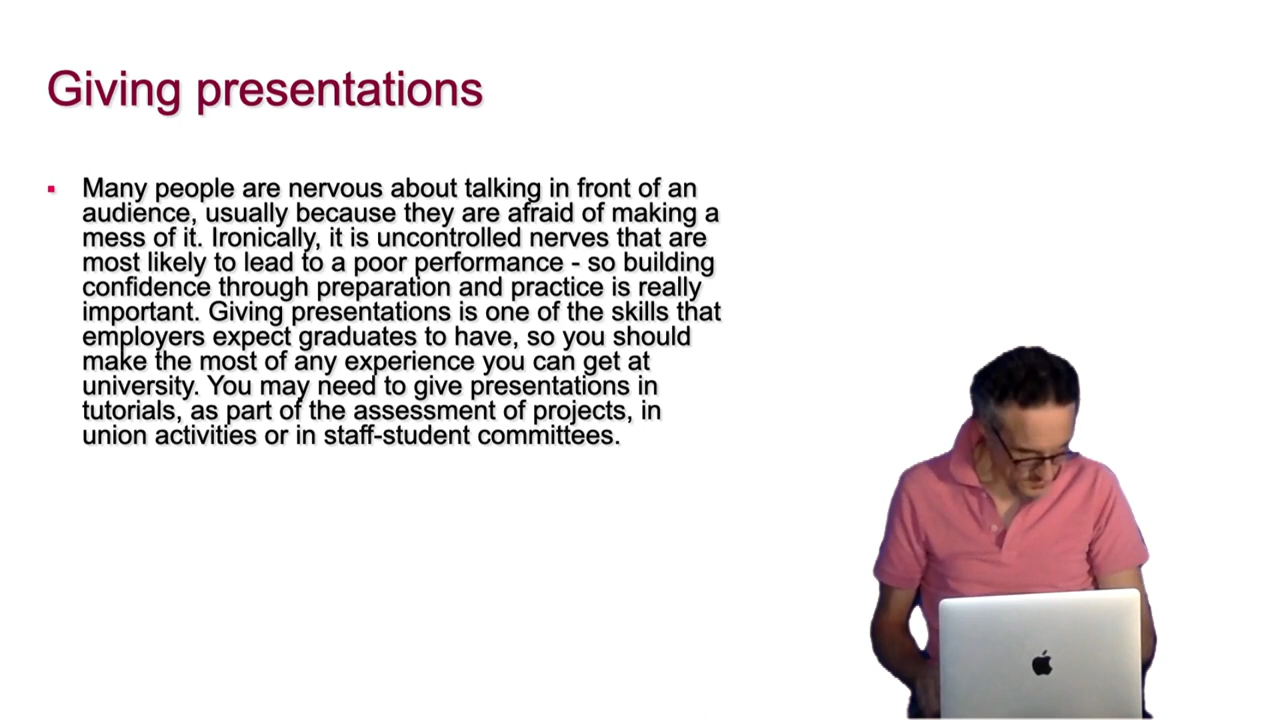 Giving presentations
Many people are nervous about talking in front of an
audience, usually because they are afraid of making a
mess of it. Ironically, it is uncontrolled nerves that are
most likely to lead to a poor performance - so building
confidence through preparation and practice is really
important. Giving presentations is one of the skills that
employers expect graduates to have, so you should
make the most of any experience you can get at
university. You may need to give presentations in
tutorials, as part of the assessment of projects, in
union activities or in staff-student committees.